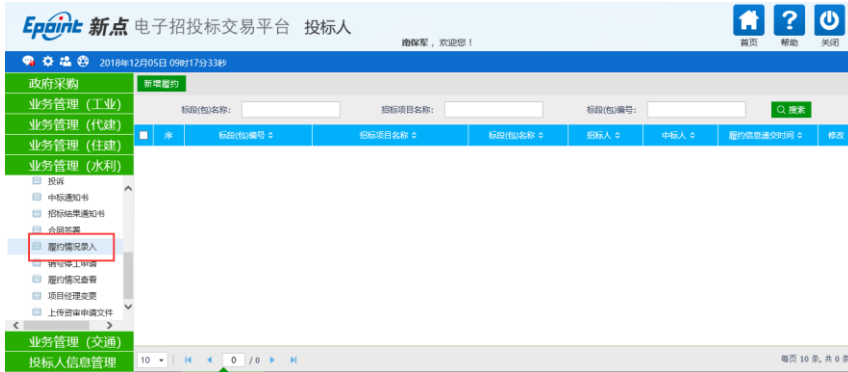 Epoint 新点 电子招投标交易平台 投标人
南保军，欢迎您！
首页 帮助 关闭
2018年12月05日 09时17分33秒
政府采购
业务管理（工业）
业务管理（代建）
业务管理（住建）
业务管理（水利）
投诉
中标通知书
招标结果通知书
合同签署
履约情况录入
履约情况查看
项目经理变更
上传资审申请文件
业务管理（交通）
投标人信息管理
新增履约
标段(包)名称： 招标项目名称： 标段(包)编号： 搜索
序 标段(包)编号 招标项目名称 标段(包)名称 招标人 中标人 履约信息递交时间 修改
10 0 / 0 每页 10 条, 共 0 条